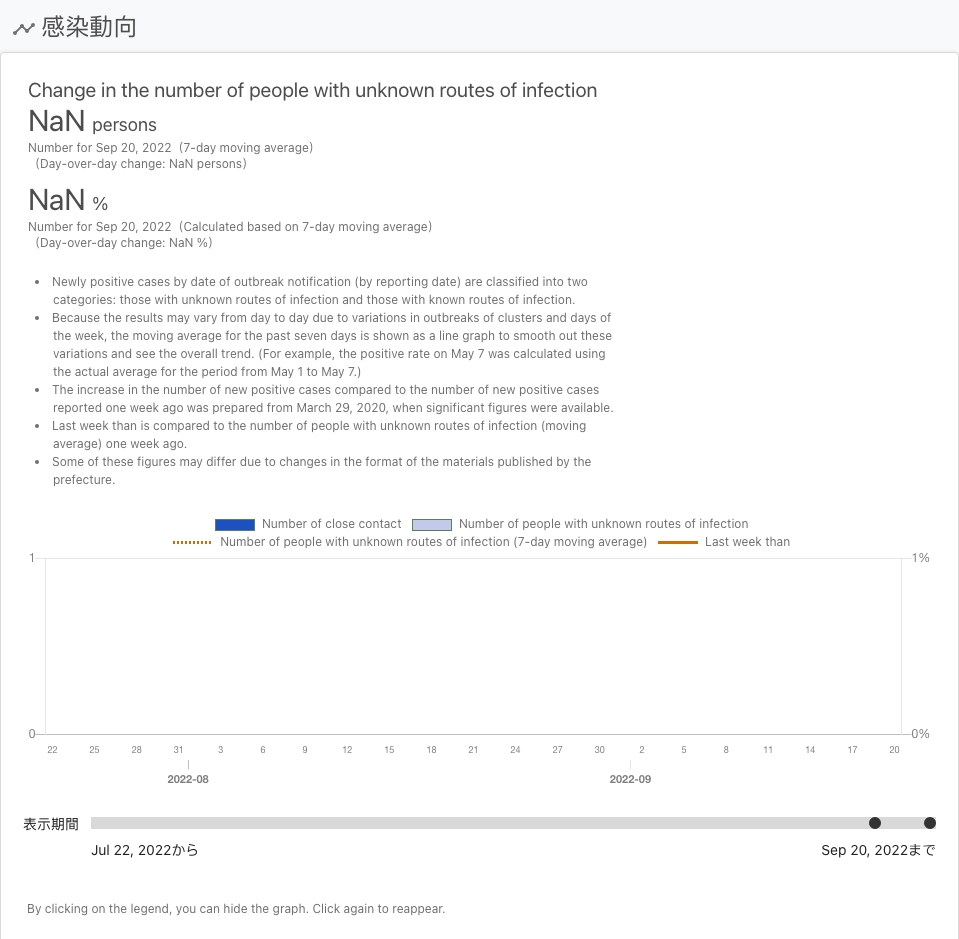 感染動向
Change in the number of people with unknown routes of infection
NaN persons
Number for Sep 20, 2022 (7-day moving average)
(Day-over-day change: NaN persons)
NaN %
Number for Sep 20, 2022 (Calculated based on 7-day moving average)
(Day-over-day change: NaN %)
• Newly positive cases by date of outbreak notification (by reporting date) are classified into two
categories: those with unknown routes of infection and those with known routes of infection.
• Because the results may vary from day to day due to variations in outbreaks of clusters and days of
the week, the moving average for the past seven days is shown as a line graph to smooth out these
variations and see the overall trend. (For example, the positive rate on May 7 was calculated using
the actual average for the period from May 1 to May 7.)
• The increase in the number of new positive cases compared to the number of new positive cases
reported one week ago was prepared from March 29, 2020, when significant figures were available.
• Last week than is compared to the number of people with unknown routes of infection (moving
average) one week ago.
• Some of these figures may differ due to changes in the format of the materials published by the
prefecture.
Number of close contact Number of people with unknown routes of infection
Number of people with unknown routes of infection (7-day moving average) Last week than
1 1%
0 0%
22 25 28 31 3 6 9 12 15 18 21 24 27 30 2 5 8 11 14 17 20
2022-08 2022-09
表示期間
Jul 22, 2022から Sep 20, 2022まで
By clicking on the legend, you can hide the graph. Click again to reappear.